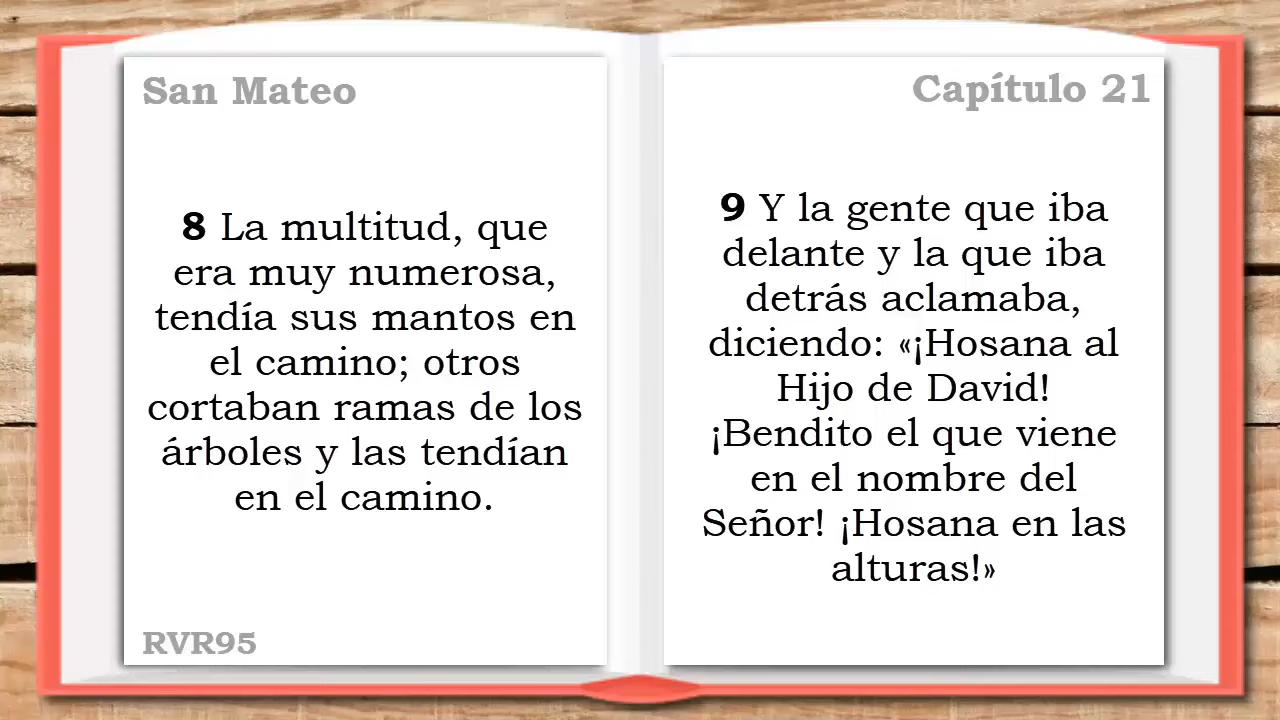 San Mateo
8 La multitud, que
era muy numerosa,
tendía sus mantos en
el camino; otros
cortaban ramas de los
árboles y las tendían
en el camino.
RVR95
Capítulo 21
9 Y la gente que iba
delante y la que iba
detrás aclamaba,
diciendo: «¡Hosana al
Hijo de David!
¡Bendito el que viene
en el nombre del
Señor! ¡Hosana en las
alturas!»